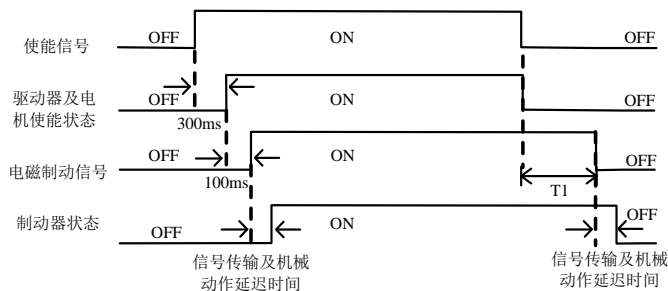 使能信号 OFF ON OFF
驱动器及电 OFF ON OFF
机使能状态
300ms
电磁制动信号 OFF ON OFF
100ms T1
制动器状态 OFF ON OFF
信号传输及机械 信号传输及机械
动作延迟时间 动作延迟时间